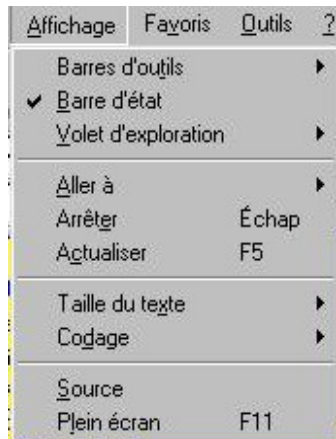 Affichage Favoris Outils ?
Barres d'outils
Barre d'état
Volet d'exploration
Aller à
Arrêter Échap
Actualiser F5
Taille du texte
Codage
Source
Plein écran F11